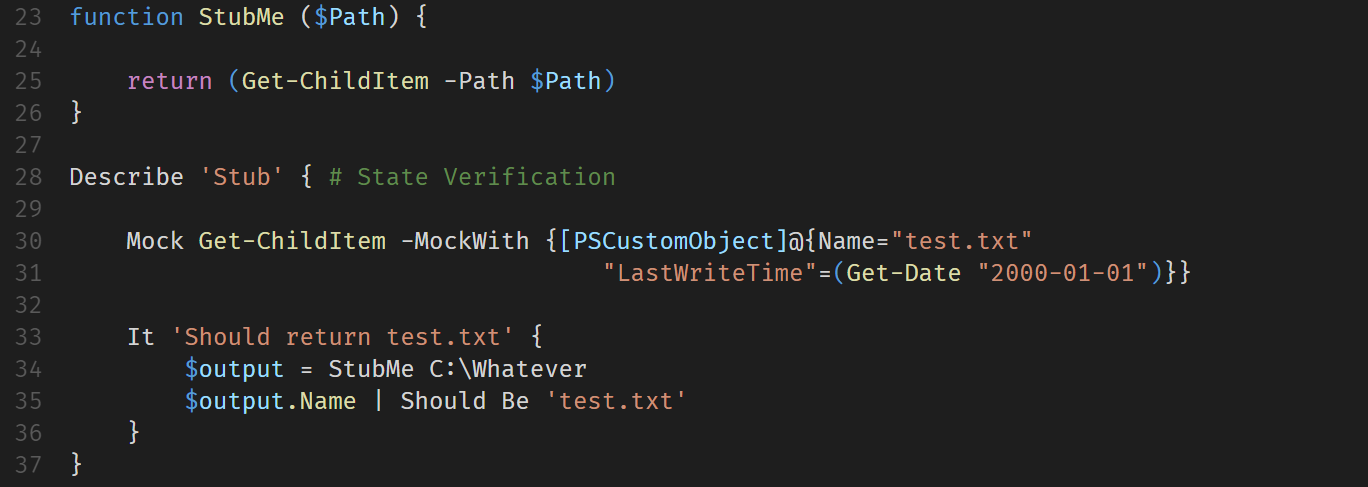 23 function StubMe ($Path) {
24
25     return (Get-ChildItem -Path $Path)
26 }
27
28 Describe 'Stub' { # State Verification
29
30     Mock Get-ChildItem -MockWith {[PSCustomObject]@{Name="test.txt"
31                                      "LastWriteTime"=(Get-Date "2000-01-01")}}
32
33     It 'Should return test.txt' {
34         $output = StubMe C:\Whatever
35         $output.Name | Should Be 'test.txt'
36     }
37 }